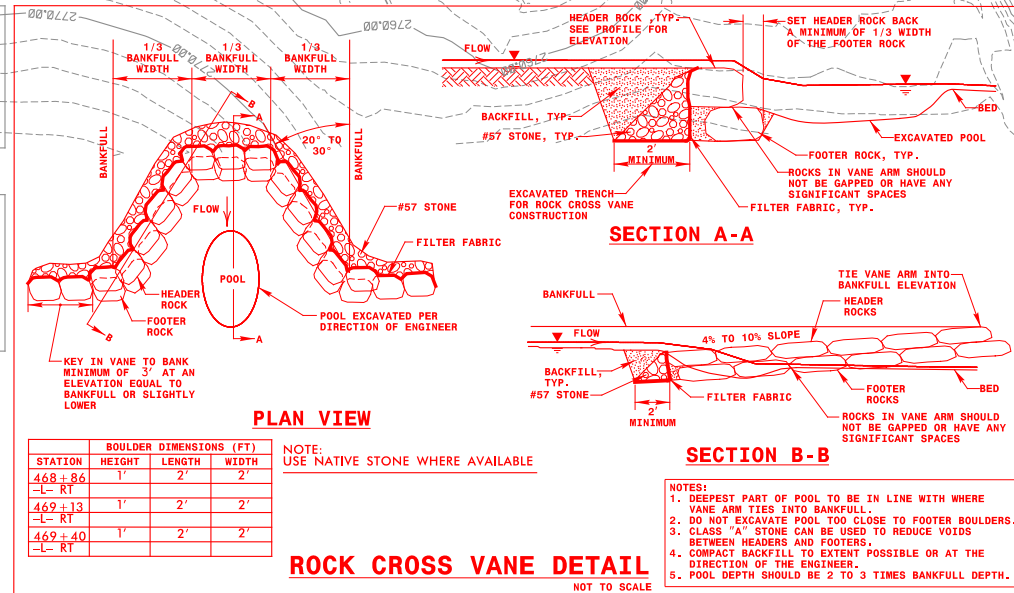 2770.00
2760.00
2770.00
2760.00
1/3
BANKFULL
WIDTH
1/3
BANKFULL
WIDTH
1/3
BANKFULL
WIDTH
B
A
BANKFULL
BANKFULL
20° TO
30°
FLOW
#57 STONE
FILTER FABRIC
POOL
HEADER
ROCK
FOOTER
ROCK
B
A
POOL EXCAVATED PER
DIRECTION OF ENGINEER
KEY IN VANE TO BANK
MINIMUM OF 3' AT AN
ELEVATION EQUAL TO
BANKFULL OR SLIGHTLY
LOWER
PLAN VIEW
HEADER ROCK, TYP.
SEE PROFILE FOR
ELEVATION
SET HEADER ROCK BACK
A MINIMUM OF 1/3 WIDTH
OF THE FOOTER ROCK
FLOW
BACKFILL, TYP.
#57 STONE, TYP.
2'
MINIMUM
BED
EXCAVATED POOL
FOOTER ROCK, TYP.
ROCKS IN VANE ARM SHOULD
NOT BE GAPPED OR HAVE ANY
SIGNIFICANT SPACES
FILTER FABRIC, TYP.
EXCAVATED TRENCH
FOR ROCK CROSS VANE
CONSTRUCTION
SECTION A-A
TIE VANE ARM INTO
BANKFULL ELEVATION
HEADER
ROCKS
BANKFULL
FLOW
4% TO 10% SLOPE
BACKFILL,
TYP.
#57 STONE
FILTER FABRIC
2'
MINIMUM
FOOTER
ROCKS
BED
ROCKS IN VANE ARM SHOULD
NOT BE GAPPED OR HAVE ANY
SIGNIFICANT SPACES
SECTION B-B
BOULDER DIMENSIONS (FT)
STATION HEIGHT LENGTH WIDTH
468+86 1' 2' 2'
-L- RT
469+13 1' 2' 2'
-L- RT
469+40 1' 2' 2'
-L- RT
NOTE:
USE NATIVE STONE WHERE AVAILABLE
NOTES:
1. DEEPEST PART OF POOL TO BE IN LINE WITH WHERE
VANE ARM TIES INTO BANKFULL.
2. DO NOT EXCAVATE POOL TOO CLOSE TO FOOTER BOULDERS.
3. CLASS "A" STONE CAN BE USED TO REDUCE VOIDS
BETWEEN HEADERS AND FOOTERS.
4. COMPACT BACKFILL TO EXTENT POSSIBLE OR AT THE
DIRECTION OF THE ENGINEER.
5. POOL DEPTH SHOULD BE 2 TO 3 TIMES BANKFULL DEPTH.
ROCK CROSS VANE DETAIL
NOT TO SCALE